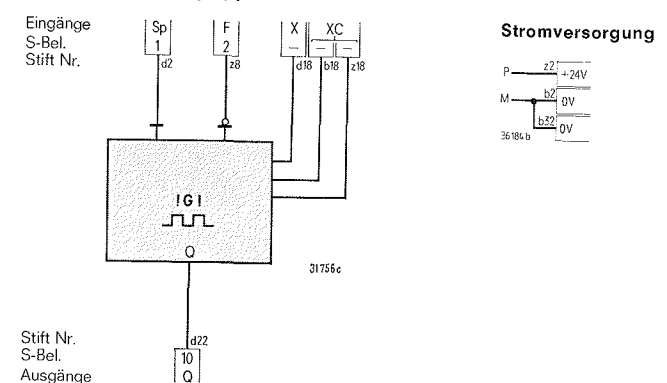 Eingänge Sp F X XC
S-Bel. 1 2 – – –
Stift Nr. d2 z8 d18 b18 z18
Stromversorgung
P z2 +24V
M b2 0V
b32 0V
36184b
!G!
Q
31756c
Stift Nr. d22
S-Bel. 10
Ausgänge Q